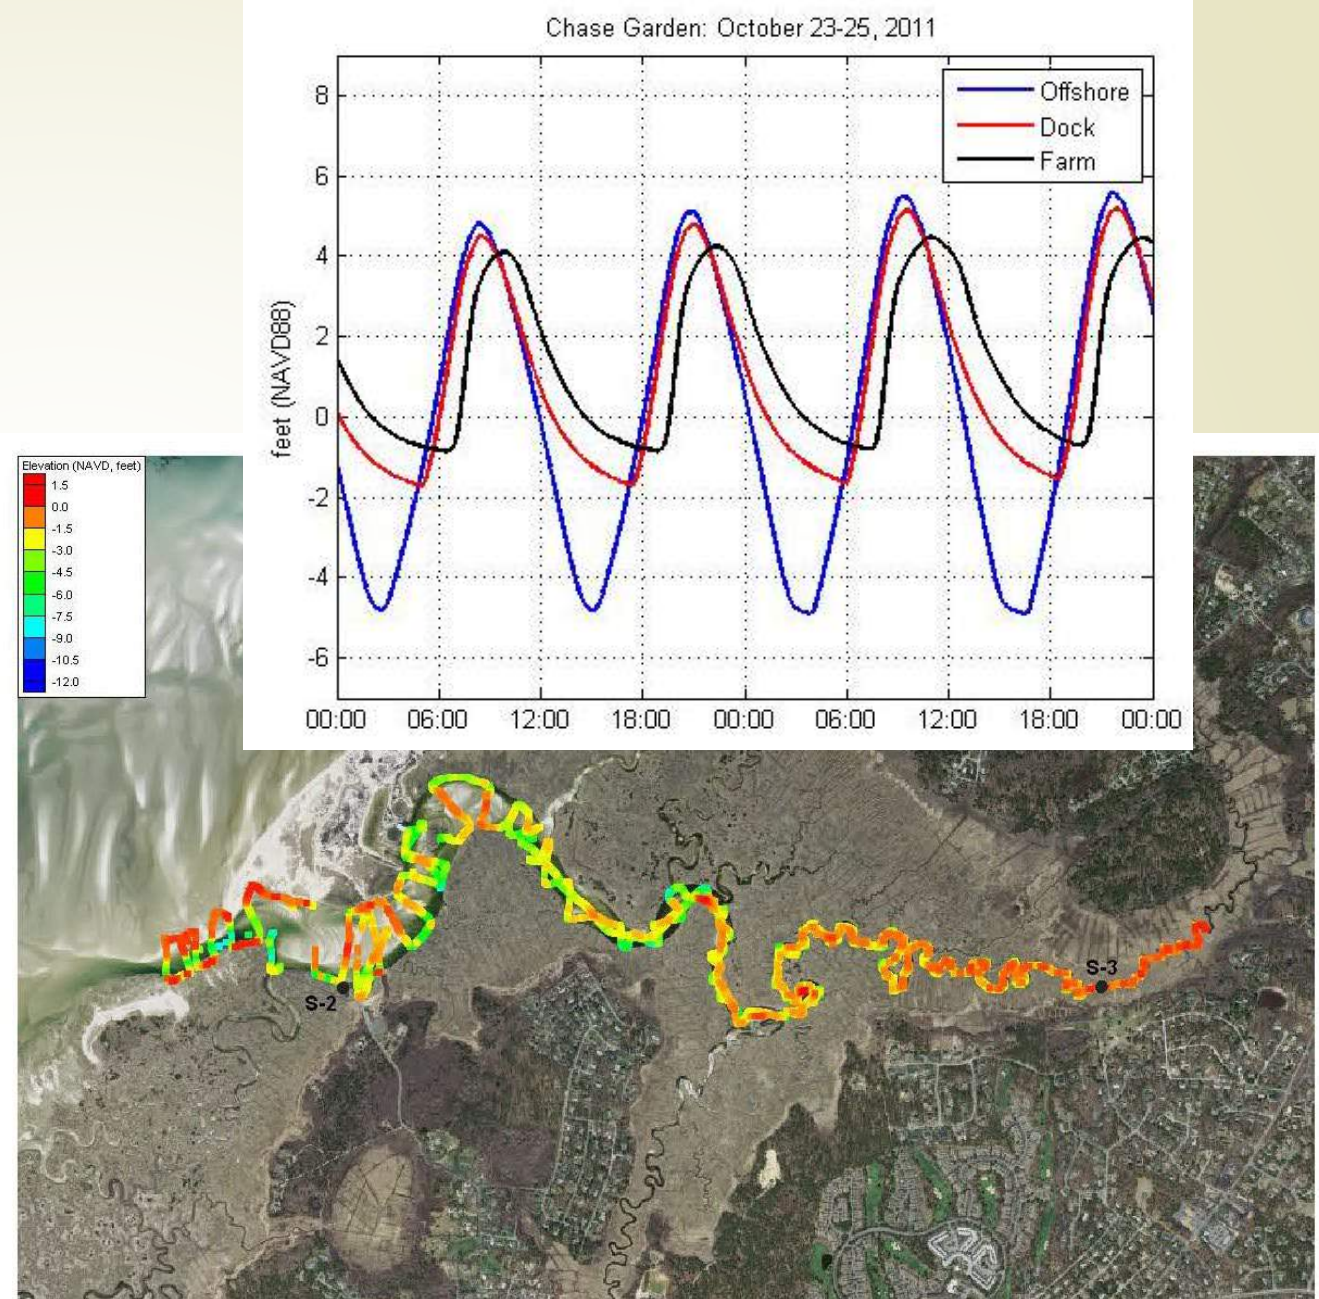 Chase Garden: October 23-25, 2011
Offshore
Dock
Farm
feet (NAVD88)
8
6
4
2
0
-2
-4
-6
00:00 06:00 12:00 18:00 00:00 06:00 12:00 18:00 00:00
Elevation (NAVD, feet)
1.5
0.0
-1.5
-3.0
-4.5
-6.0
-7.5
-9.0
-10.5
-12.0
S-2
S-3